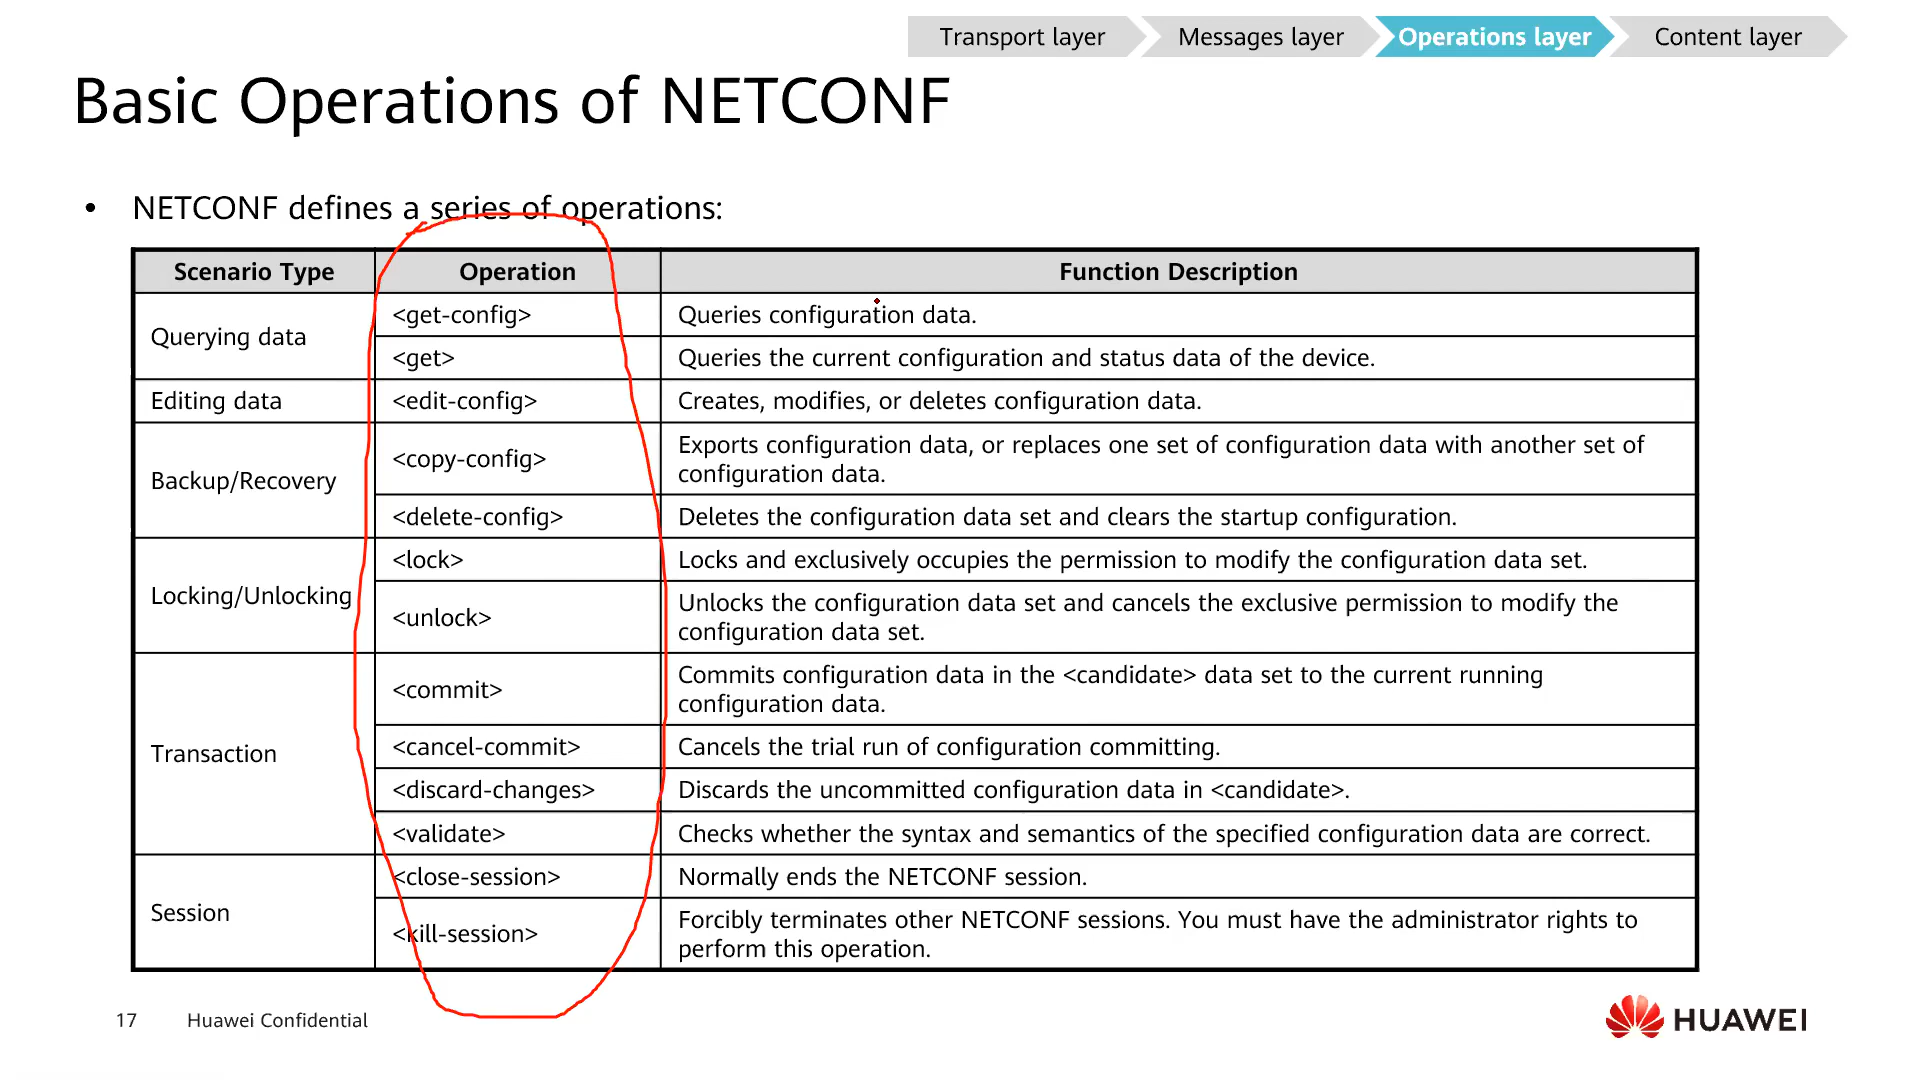 Transport layer
Messages layer
Operations layer
Content layer
Basic Operations of NETCONF
• NETCONF defines a series of operations:
Scenario Type
Operation
Function Description
Querying data
<get-config>
Queries configuration data.
<get>
Queries the current configuration and status data of the device.
Editing data
<edit-config>
Creates, modifies, or deletes configuration data.
Backup/Recovery
<copy-config>
Exports configuration data, or replaces one set of configuration data with another set of
configuration data.
<delete-config>
Deletes the configuration data set and clears the startup configuration.
Locking/Unlocking
<lock>
Locks and exclusively occupies the permission to modify the configuration data set.
<unlock>
Unlocks the configuration data set and cancels the exclusive permission to modify the
configuration data set.
Transaction
<commit>
Commits configuration data in the <candidate> data set to the current running
configuration data.
<cancel-commit>
Cancels the trial run of configuration committing.
<discard-changes>
Discards the uncommitted configuration data in <candidate>.
<validate>
Checks whether the syntax and semantics of the specified configuration data are correct.
Session
<close-session>
Normally ends the NETCONF session.
<kill-session>
Forcibly terminates other NETCONF sessions. You must have the administrator rights to
perform this operation.
17
Huawei Confidential
HUAWEI